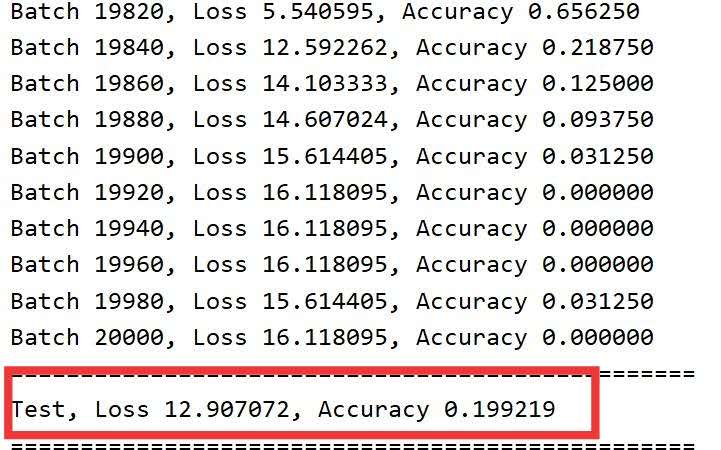 Batch 19820, Loss 5.540595, Accuracy 0.656250
Batch 19840, Loss 12.592262, Accuracy 0.218750
Batch 19860, Loss 14.103333, Accuracy 0.125000
Batch 19880, Loss 14.607024, Accuracy 0.093750
Batch 19900, Loss 15.614405, Accuracy 0.031250
Batch 19920, Loss 16.118095, Accuracy 0.000000
Batch 19940, Loss 16.118095, Accuracy 0.000000
Batch 19960, Loss 16.118095, Accuracy 0.000000
Batch 19980, Loss 15.614405, Accuracy 0.031250
Batch 20000, Loss 16.118095, Accuracy 0.000000
=================================================
Test, Loss 12.907072, Accuracy 0.199219
=================================================